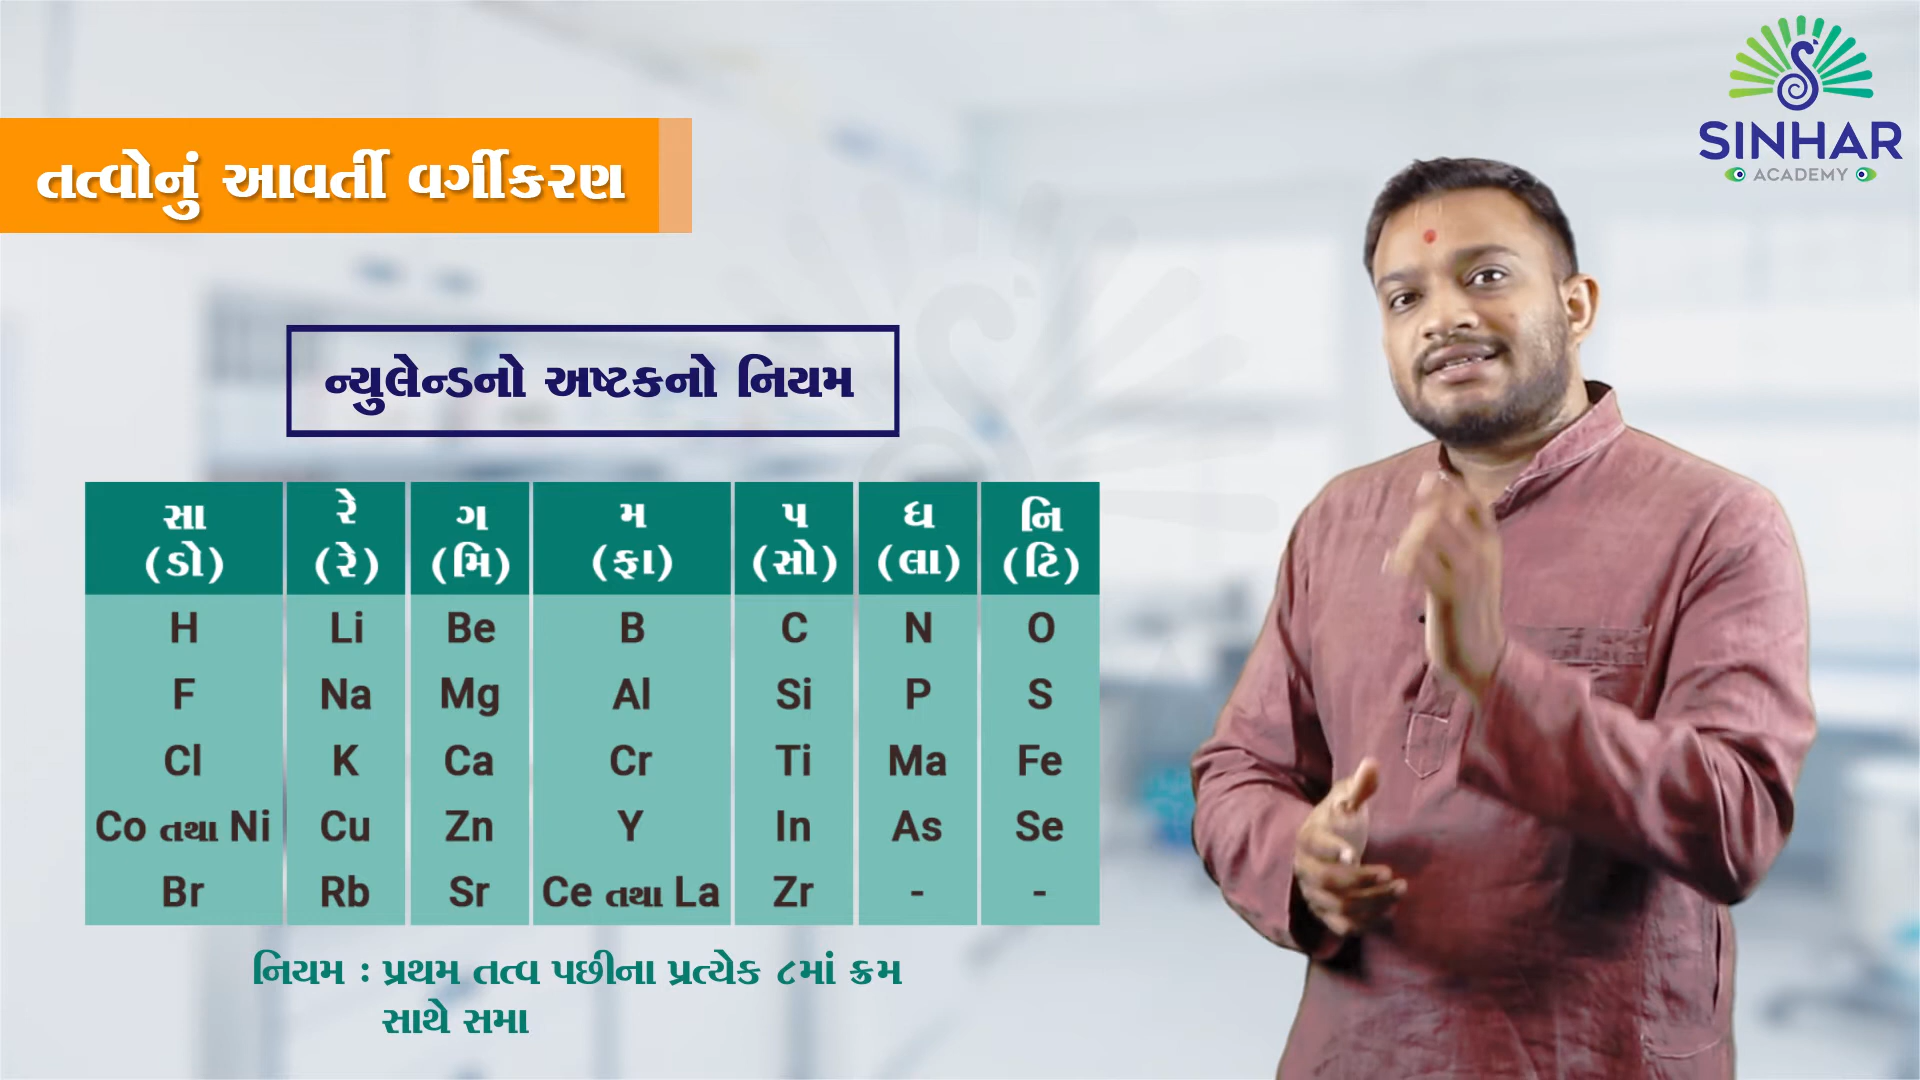 SINHAR
ACADEMY
તત્વોનું આવર્તી વર્ગીકરણ
ન્યુલેન્ડનો અષ્ટકનો નિયમ
સા રે ગ મ પ ધ નિ
(ડો) (રે) (મિ) (ફા) (સો) (લા) (ટિ)
H Li Be B C N O
F Na Mg Al Si P S
Cl K Ca Cr Ti Ma Fe
Co તથા Ni Cu Zn Y In As Se
Br Rb Sr Ce તથા La Zr - -
નિયમ : પ્રથમ તત્વ પછીના પ્રત્યેક ૮માં ક્રમ
સાથે સમા